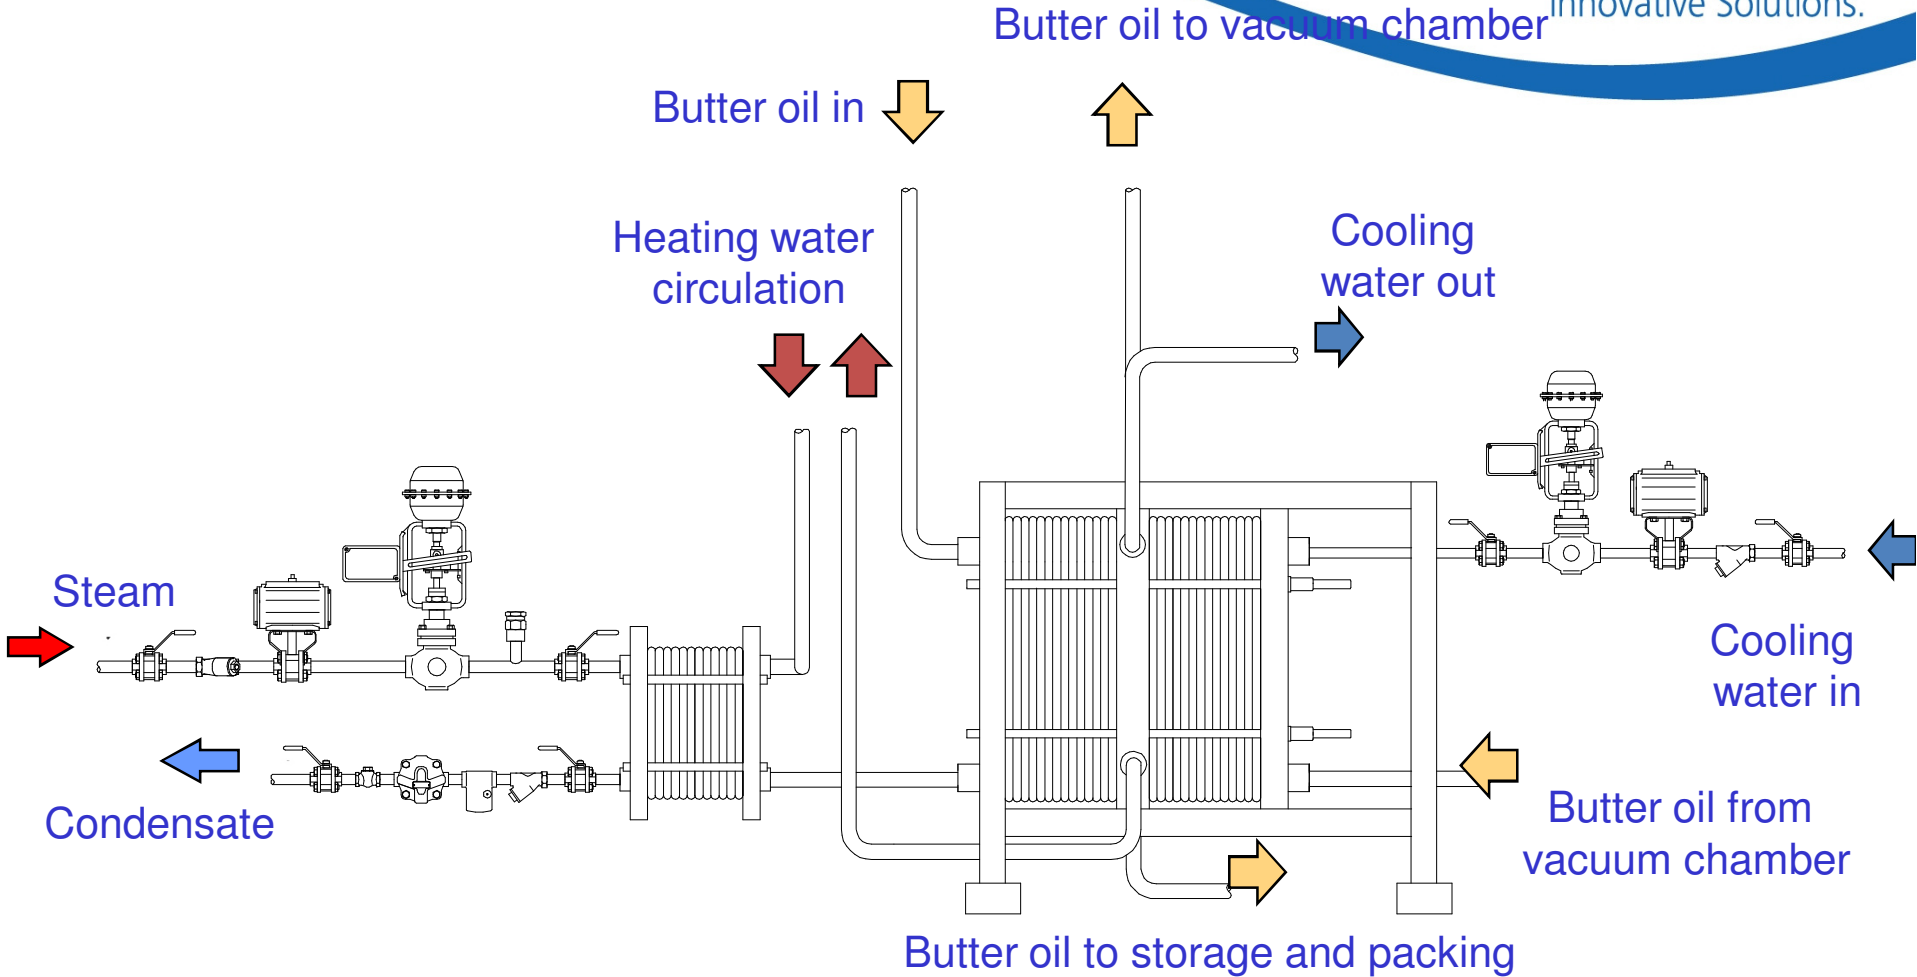 Innovative Solutions.
Butter oil to vacuum chamber
Butter oil in
Heating water
circulation
Cooling
water out
Steam
Cooling
water in
Condensate
Butter oil from
vacuum chamber
Butter oil to storage and packing